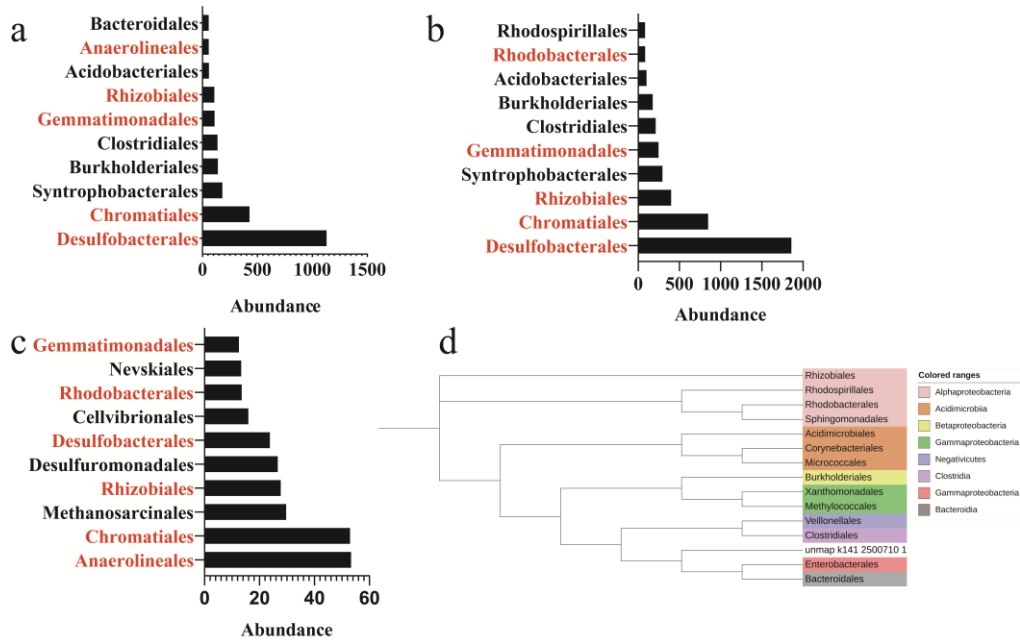 a
Bacteroidales
Anaerolineales
Acidobacteriales
Rhizobiales
Gemmatimonadales
Clostridiales
Burkholderiales
Syntrophobacterales
Chromatiales
Desulfobacterales
0 500 1000 1500
Abundance
b
Rhodospirillales
Rhodobacterales
Acidobacteriales
Burkholderiales
Clostridiales
Gemmatimonadales
Syntrophobacterales
Rhizobiales
Chromatiales
Desulfobacterales
0 500 1000 1500 2000
Abundance
c
Gemmatimonadales
Nevskiales
Rhodobacterales
Cellvibrionales
Desulfobacterales
Desulfuromonadales
Rhizobiales
Methanosarcinales
Chromatiales
Anaerolineales
0 20 40 60
Abundance
d
Rhizobiales
Rhodospirillales
Rhodobacterales
Sphingomonadales
Acidimicrobiales
Corynebacteriales
Micrococcales
Burkholderiales
Xanthomonadales
Methylococcales
Veillonellales
Clostridiales
unmap k141 2500710 1
Enterobacterales
Bacteroidales
Colored ranges
Alphaproteobacteria
Acidimicrobiia
Betaproteobacteria
Gammaproteobacteria
Negativicutes
Clostridia
Gammaproteobacteria
Bacteroidia